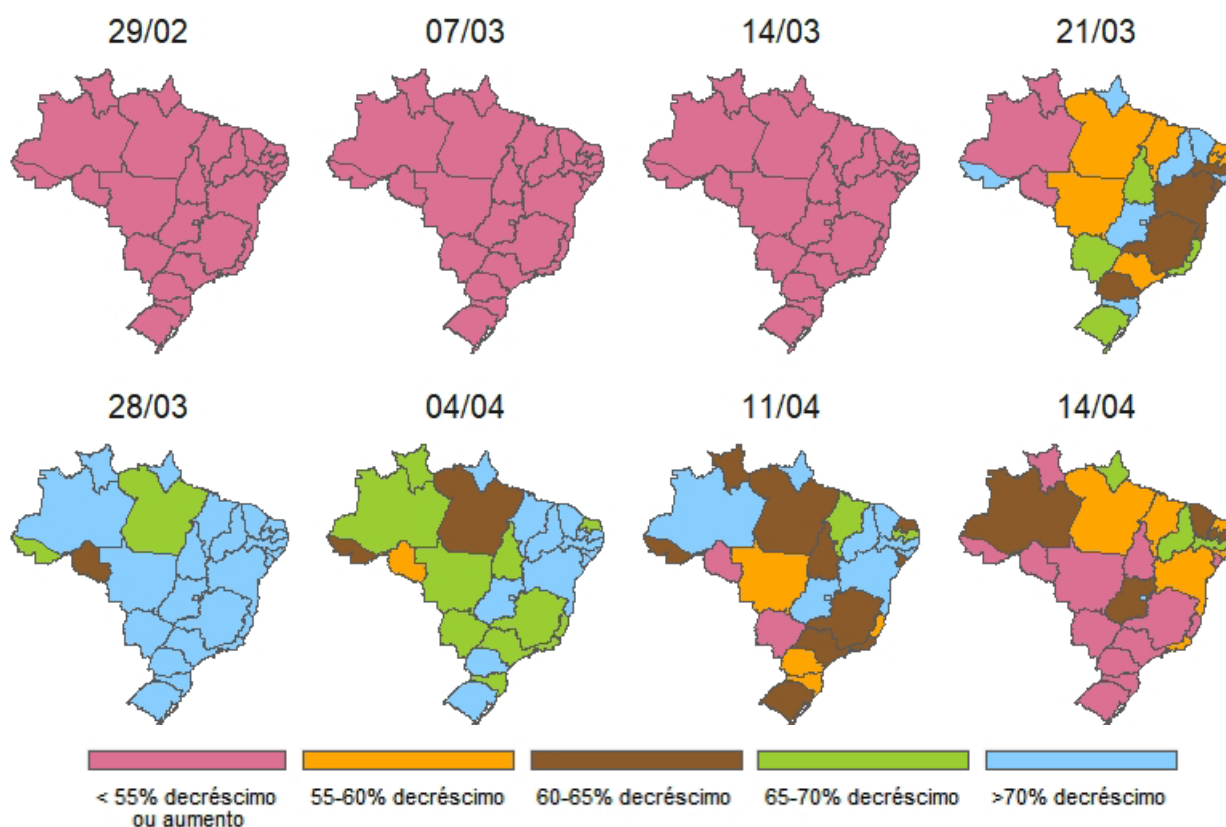 29/02
07/03
14/03
21/03
28/03
04/04
11/04
14/04
< 55% decréscimo
ou aumento
55-60% decréscimo
60-65% decréscimo
65-70% decréscimo
>70% decréscimo